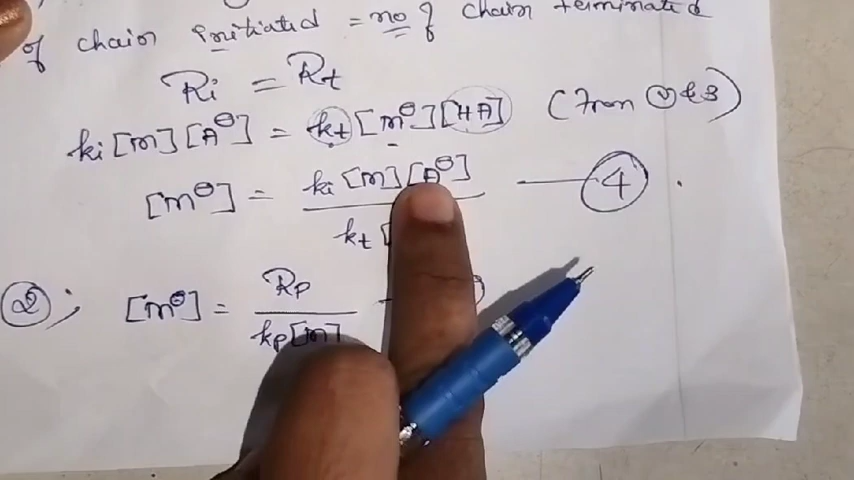 of chain initiated = no of chain terminated
Ri = Rt
ki[m][A⊖] = kt[m⊖][HA] (From ① & 3)
[m⊖] = ki[m][A⊖] / kt[ —— ④
② ; [m⊖] = Rp / kp[m]